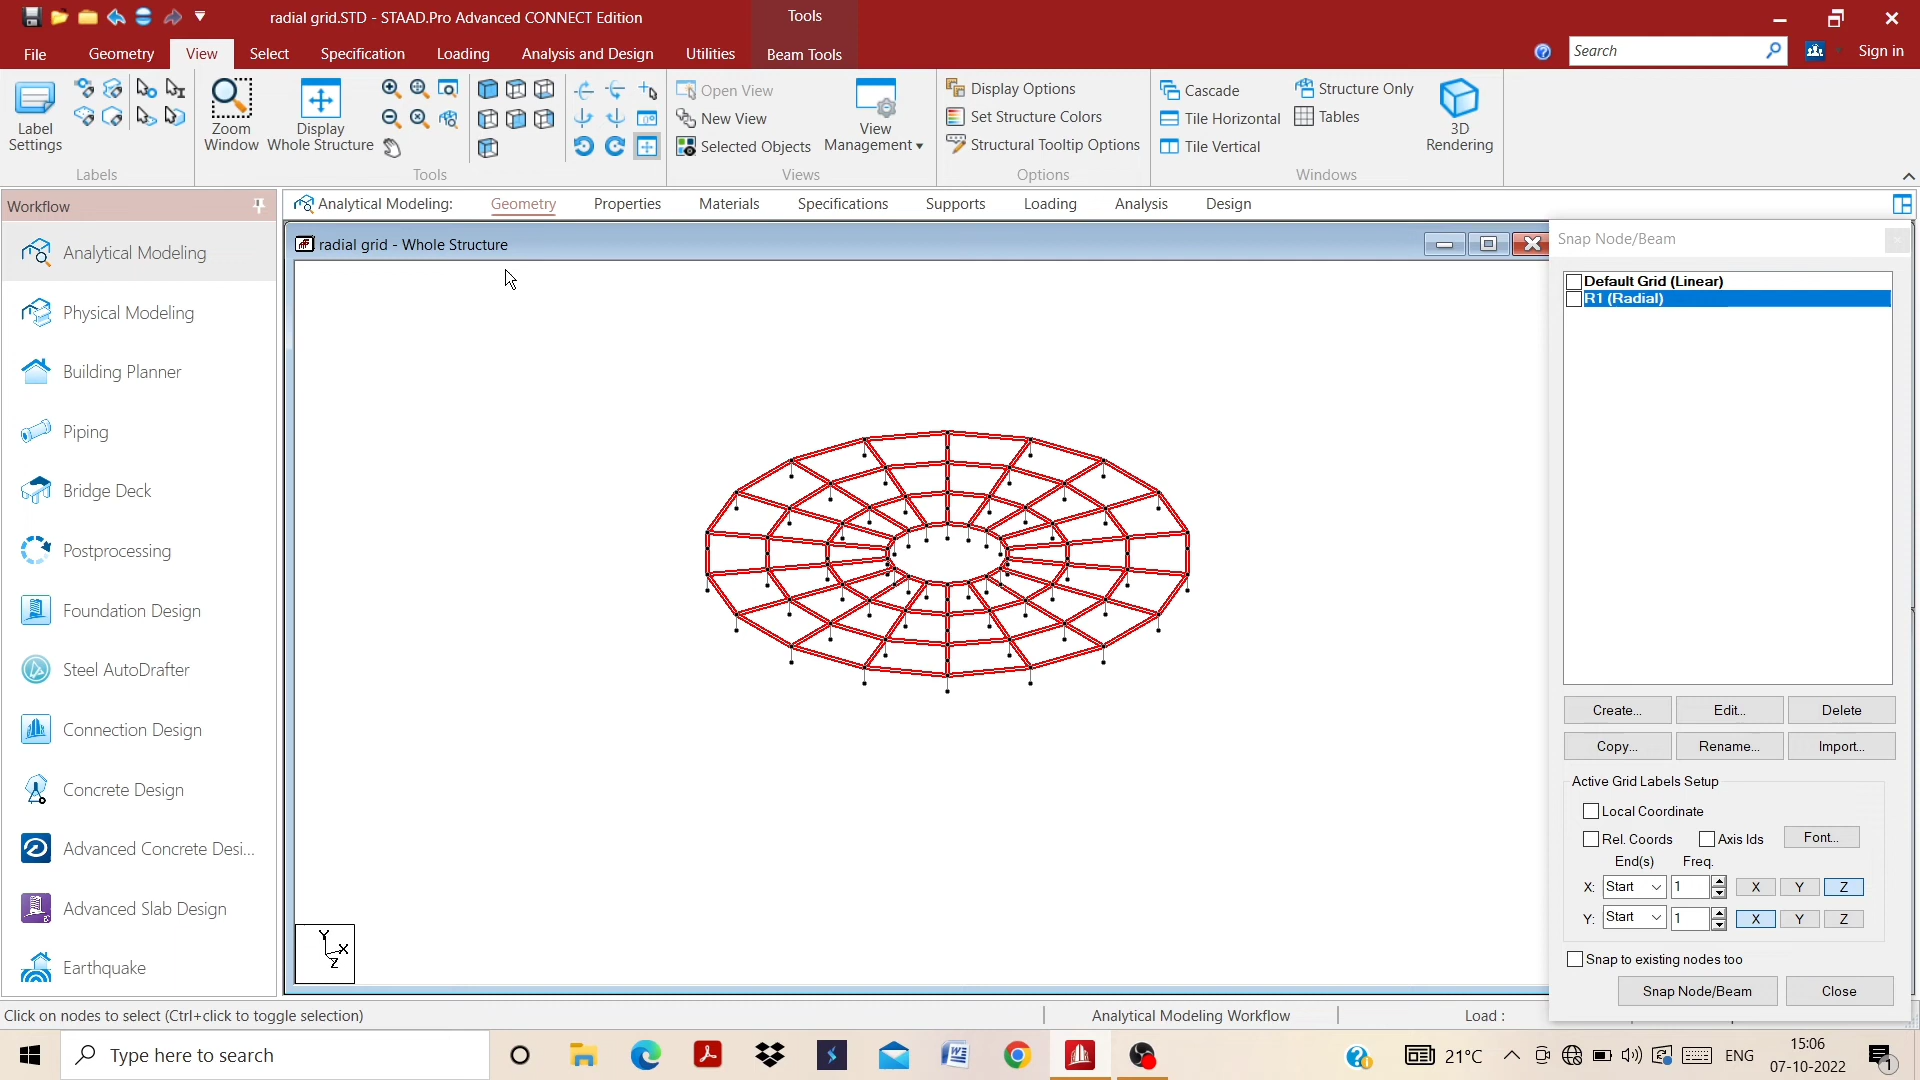 radial grid.STD - STAAD.Pro Advanced CONNECT Edition
Tools
File Geometry View Select Specification Loading Analysis and Design Utilities Beam Tools
Search
Sign in
Label Settings
Labels
Zoom Window
Display Whole Structure
Tools
Open View
New View
Selected Objects
View Management
Views
Display Options
Set Structure Colors
Structural Tooltip Options
Options
Cascade
Tile Horizontal
Tile Vertical
Structure Only
Tables
Windows
3D Rendering
Workflow
Analytical Modeling: Geometry Properties Materials Specifications Supports Loading Analysis Design
Analytical Modeling
Physical Modeling
Building Planner
Piping
Bridge Deck
Postprocessing
Foundation Design
Steel AutoDrafter
Connection Design
Concrete Design
Advanced Concrete Desi...
Advanced Slab Design
Earthquake
radial grid - Whole Structure
Y
X
Z
Snap Node/Beam
Default Grid (Linear)
R1 (Radial)
Create... Edit... Delete
Copy... Rename... Import...
Active Grid Labels Setup
Local Coordinate
Rel. Coords Axis Ids Font...
End(s) Freq.
X: Start 1 X Y Z
Y: Start 1 X Y Z
Snap to existing nodes too
Snap Node/Beam Close
Click on nodes to select (Ctrl+click to toggle selection)
Analytical Modeling Workflow
Load :
Type here to search
21°C
ENG
15:06
07-10-2022
1